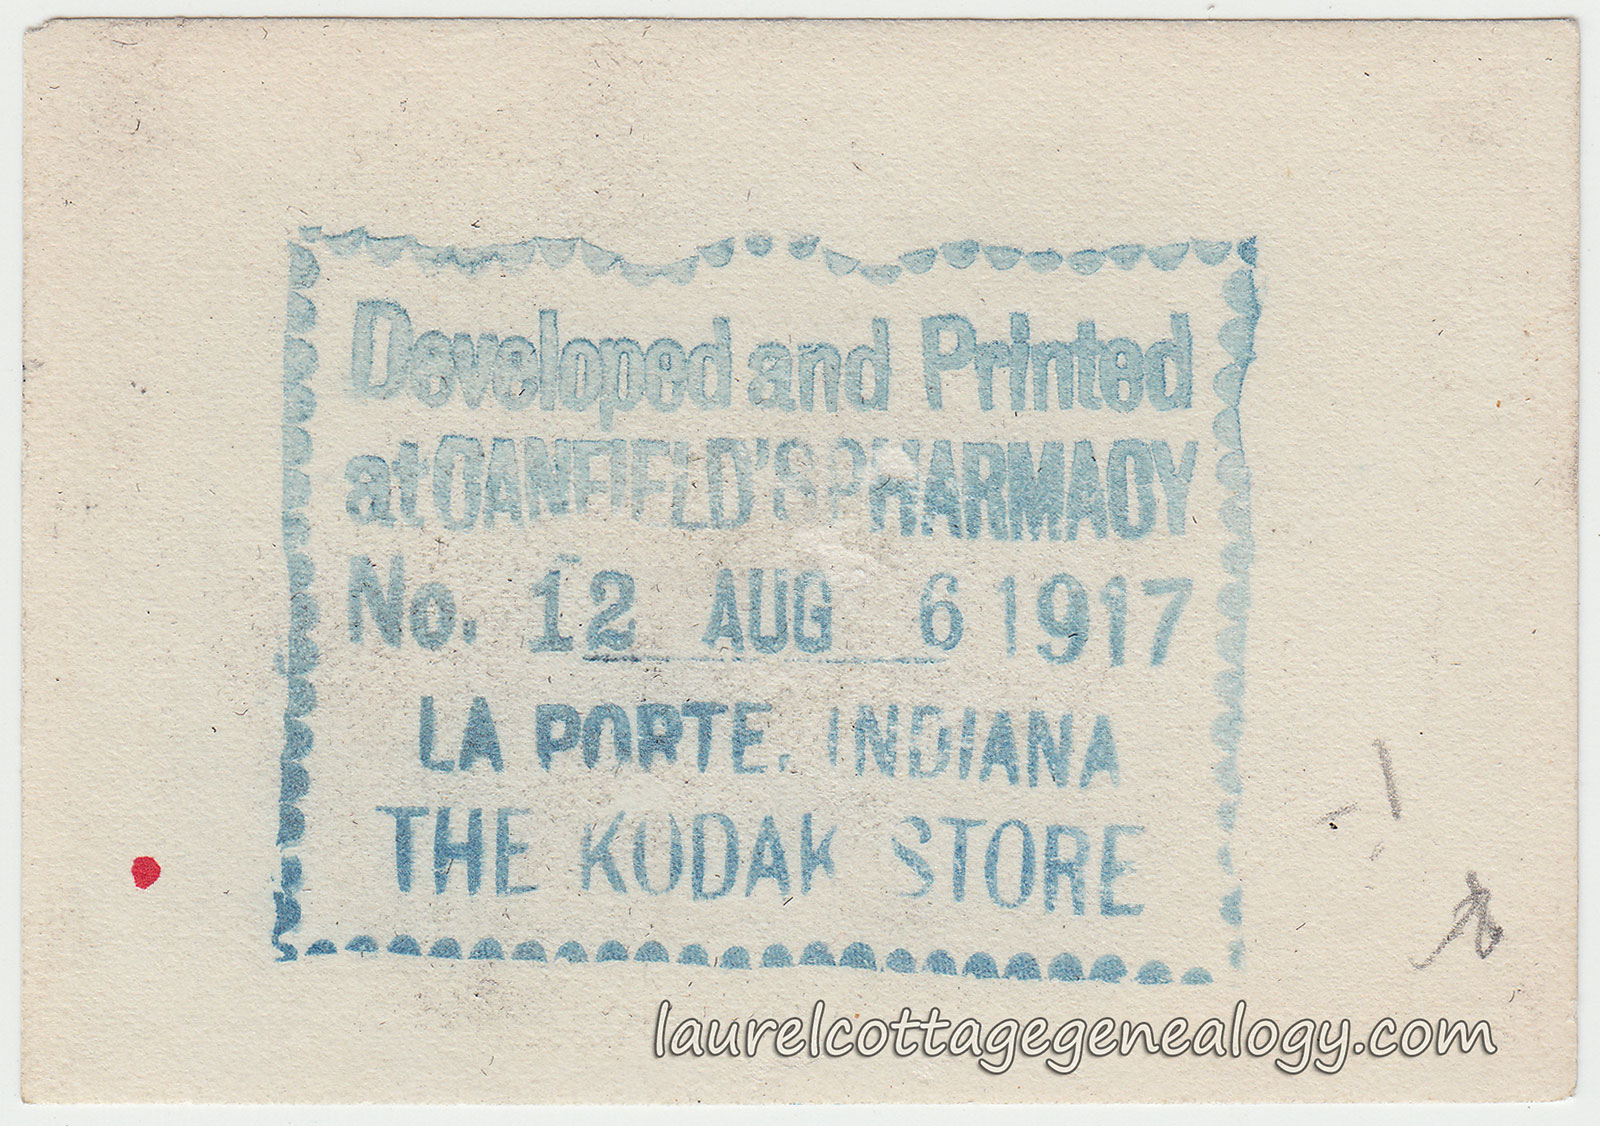 Developed and Printed
at CANFIELD'S PHARMACY
No. 12 AUG 6 1917
LA PORTE, INDIANA
THE KODAK STORE
laurelcottagegenealogy.com